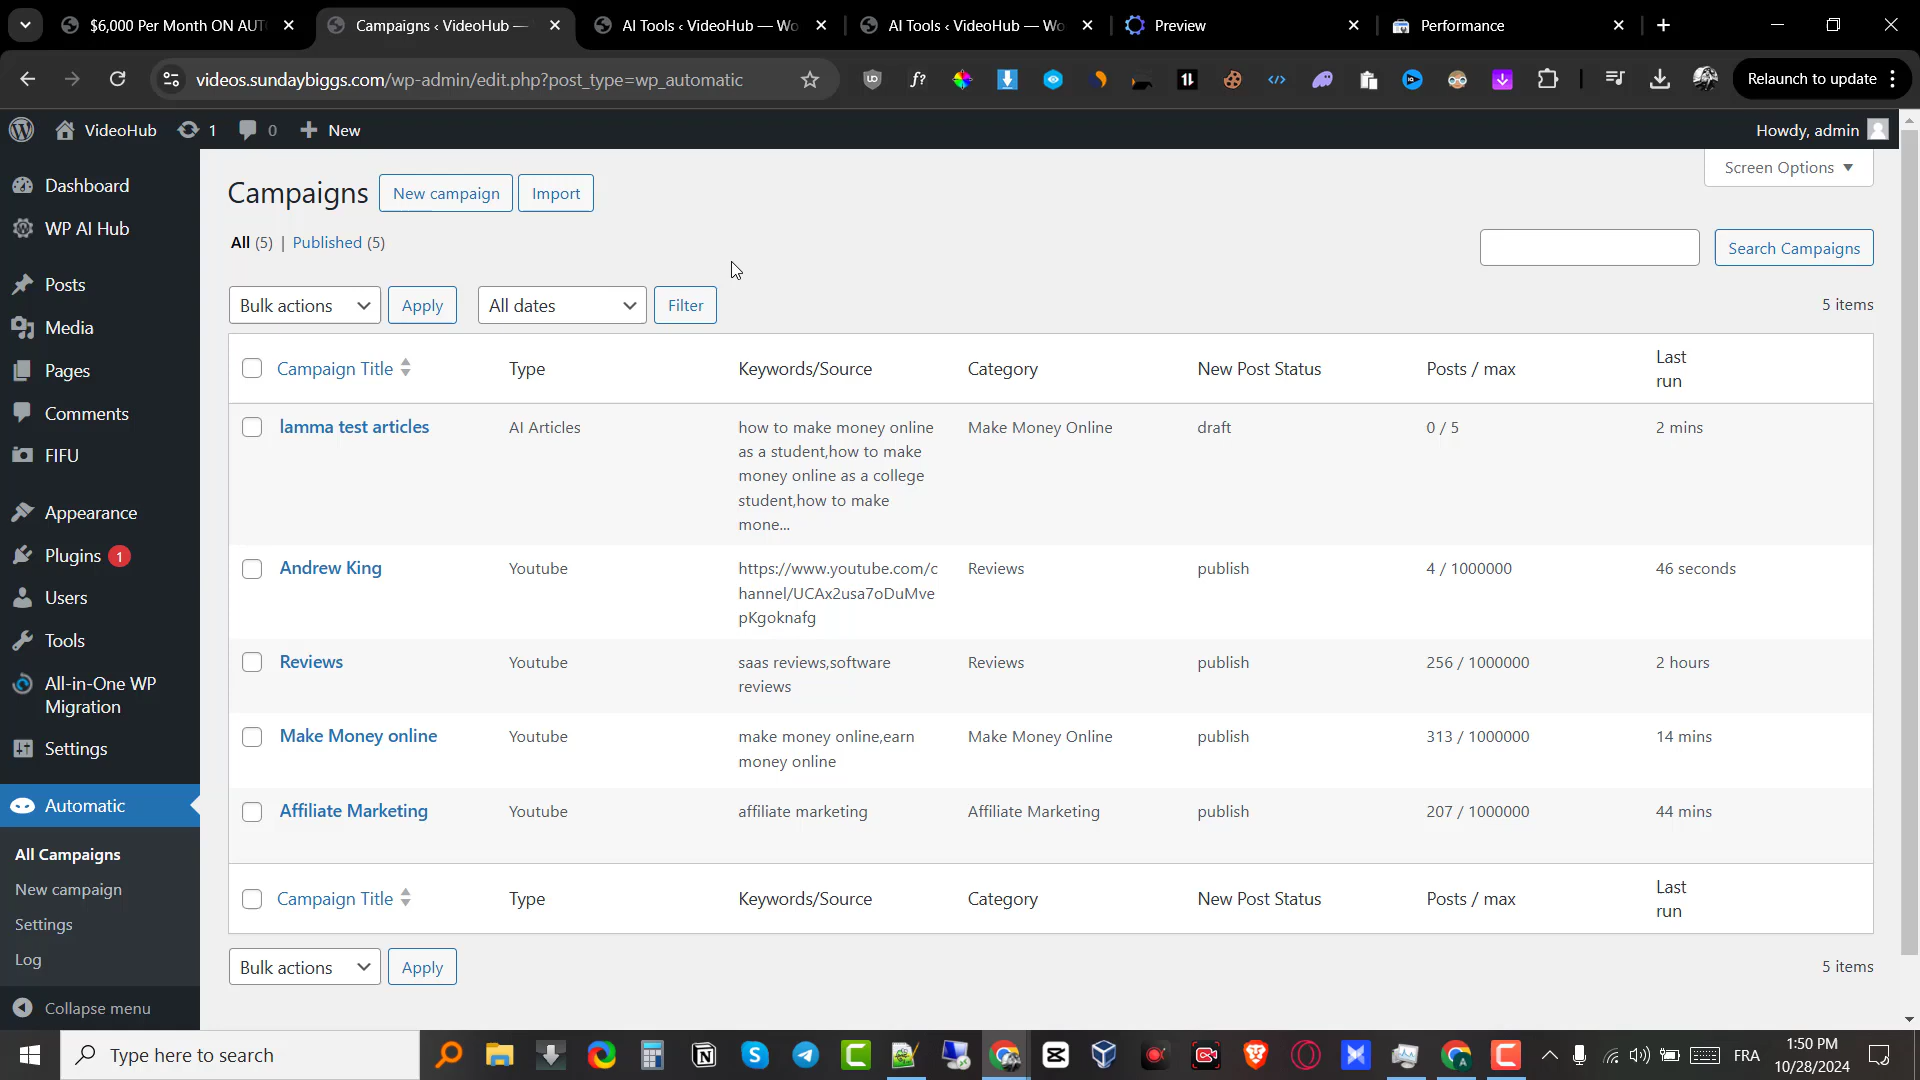 $6,000 Per Month ON AUT
Campaigns ‹ VideoHub —
AI Tools ‹ VideoHub — Wo
AI Tools ‹ VideoHub — Wo
Preview
Performance
videos.sundaybiggs.com/wp-admin/edit.php?post_type=wp_automatic
Relaunch to update
VideoHub
1
0
New
Howdy, admin
Dashboard
WP AI Hub
Posts
Media
Pages
Comments
FIFU
Appearance
Plugins 1
Users
Tools
All-in-One WP
Migration
Settings
Automatic
All Campaigns
New campaign
Settings
Log
Collapse menu
Screen Options
Campaigns New campaign Import
All (5) | Published (5)
Search Campaigns
Bulk actions Apply All dates Filter 5 items
Campaign Title Type Keywords/Source Category New Post Status Posts / max Last
run
lamma test articles AI Articles how to make money online Make Money Online draft 0 / 5 2 mins
as a student,how to make
money online as a college
student,how to make
mone...
Andrew King Youtube https://www.youtube.com/c Reviews publish 4 / 1000000 46 seconds
hannel/UCAx2usa7oDuMve
pKgoknafg
Reviews Youtube saas reviews,software Reviews publish 256 / 1000000 2 hours
reviews
Make Money online Youtube make money online,earn Make Money Online publish 313 / 1000000 14 mins
money online
Affiliate Marketing Youtube affiliate marketing Affiliate Marketing publish 207 / 1000000 44 mins
Campaign Title Type Keywords/Source Category New Post Status Posts / max Last
run
Bulk actions Apply 5 items
Type here to search
FRA
1:50 PM
10/28/2024